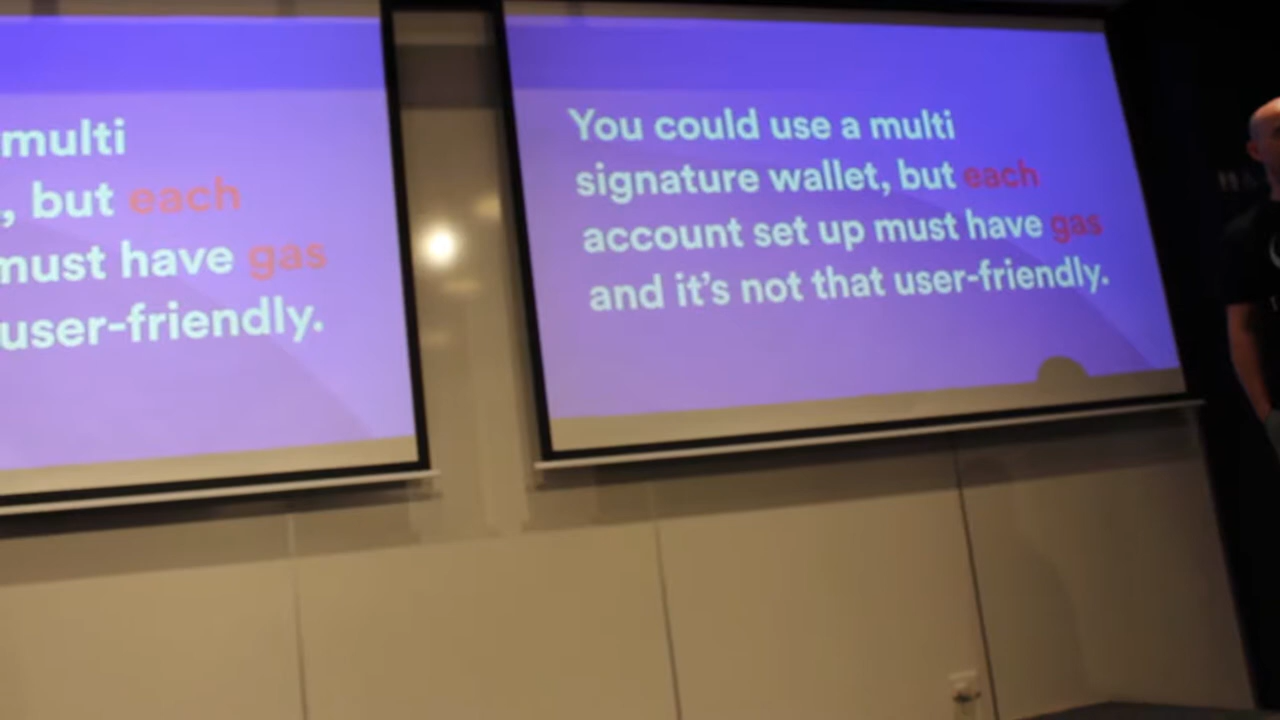 multi
, but each
must have gas
user-friendly.
You could use a multi
signature wallet, but each
account set up must have gas
and it's not that user-friendly.